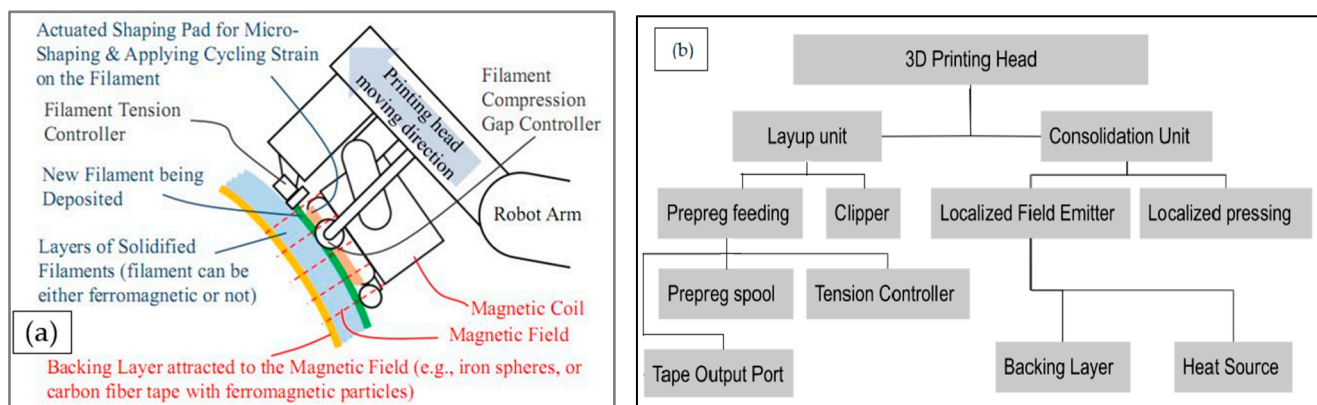 Actuated Shaping Pad for Micro-
Shaping & Applying Cycling Strain
on the Filament
Filament Tension
Controller
New Filament being
Deposited
Layers of Solidified
Filaments (filament can be
either ferromagnetic or not)
(a)
Printing head
moving direction
Filament
Compression
Gap Controller
Robot Arm
Magnetic Coil
Magnetic Field
Backing Layer attracted to the Magnetic Field (e.g., iron spheres, or
carbon fiber tape with ferromagnetic particles)
(b)
3D Printing Head
Layup unit
Consolidation Unit
Prepreg feeding
Clipper
Localized Field Emitter
Localized pressing
Prepreg spool
Tension Controller
Tape Output Port
Backing Layer
Heat Source